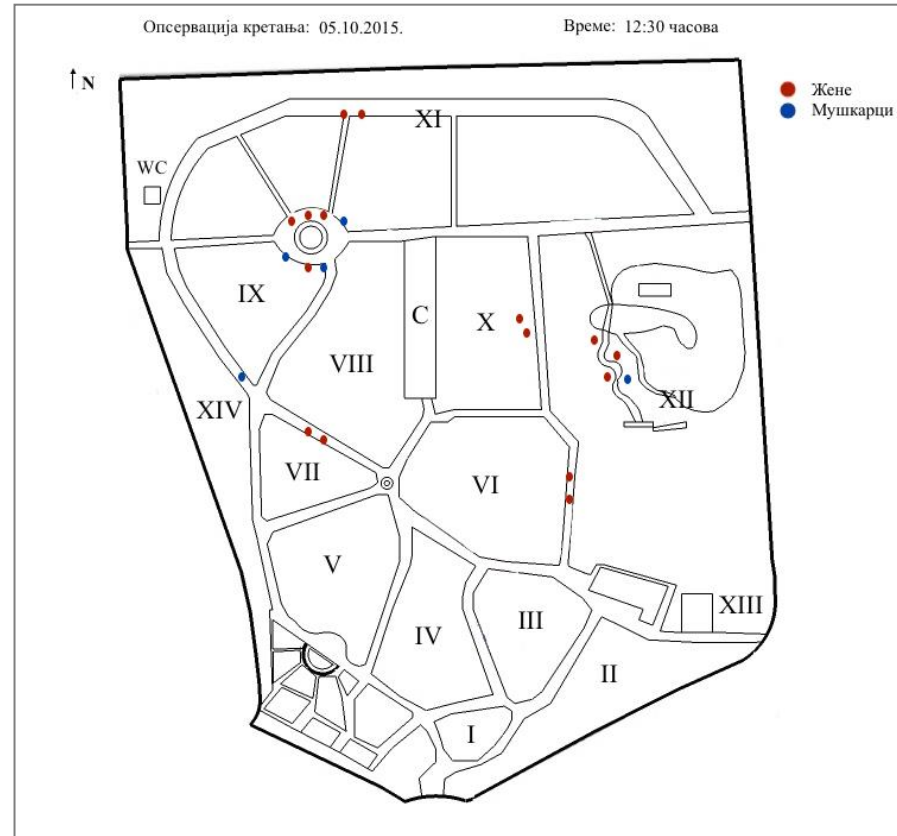 Опсервација кретања: 05.10.2015. Време: 12:30 часова
N
Жене
Мушкарци
XI
WC
IX
C
X
VIII
XIV
XII
VII
VI
V
XIII
IV
III
II
I